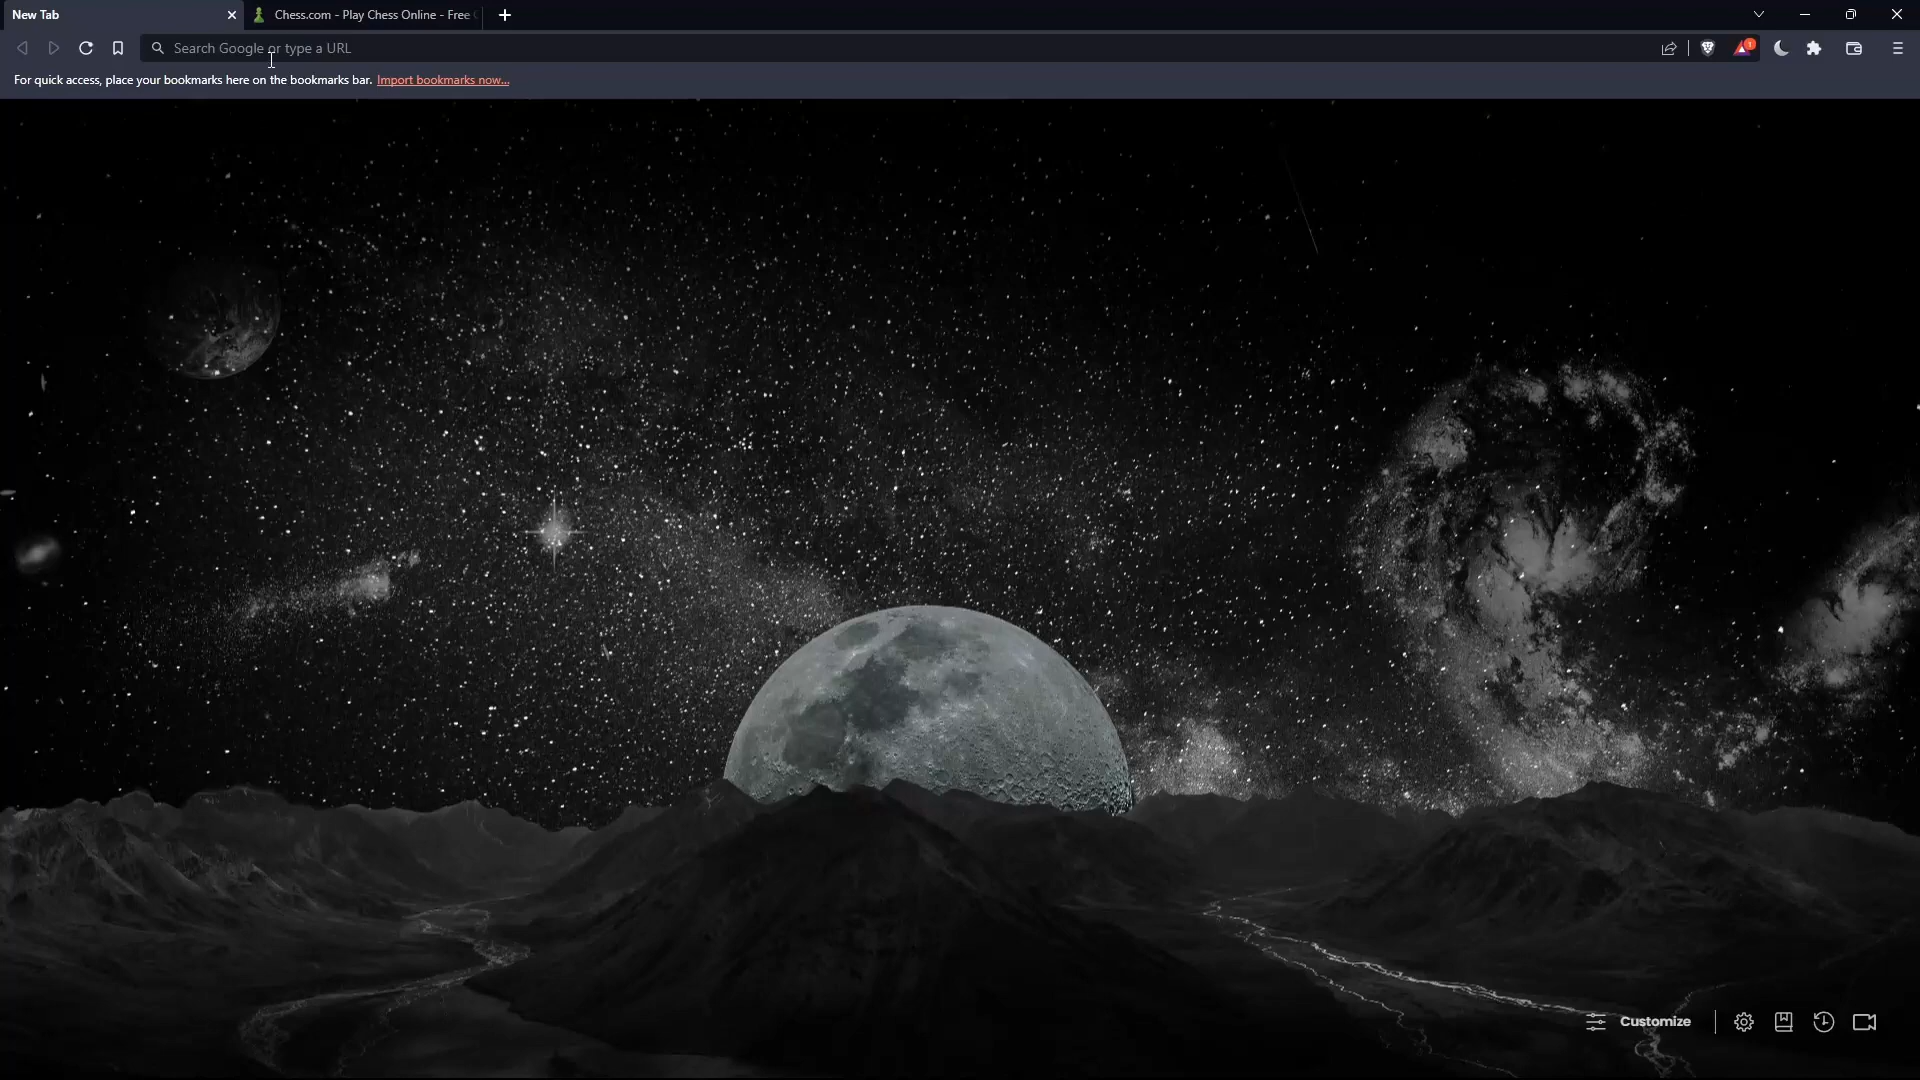 New Tab
Chess.com - Play Chess Online - Free
Search Google or type a URL
1
For quick access, place your bookmarks here on the bookmarks bar. Import bookmarks now...
Customize